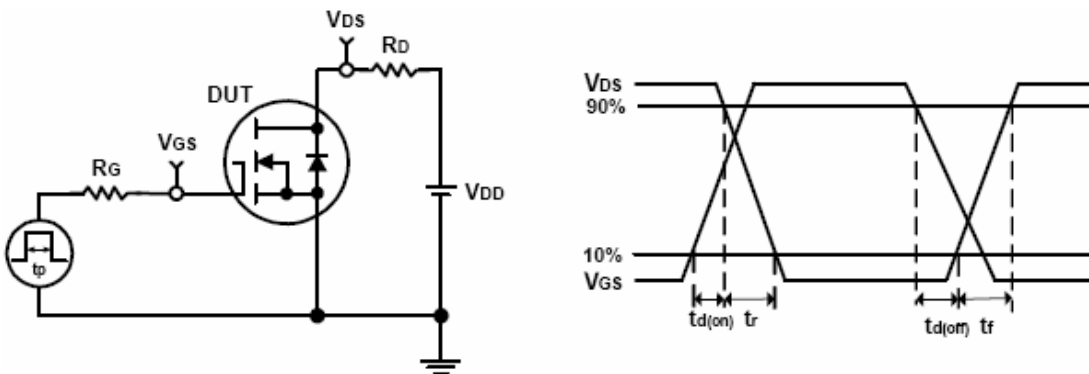 VDS
RD
DUT
VGS
RG
VDD
tp
VDS
90%
10%
VGS
td(on) tr
td(off) tf